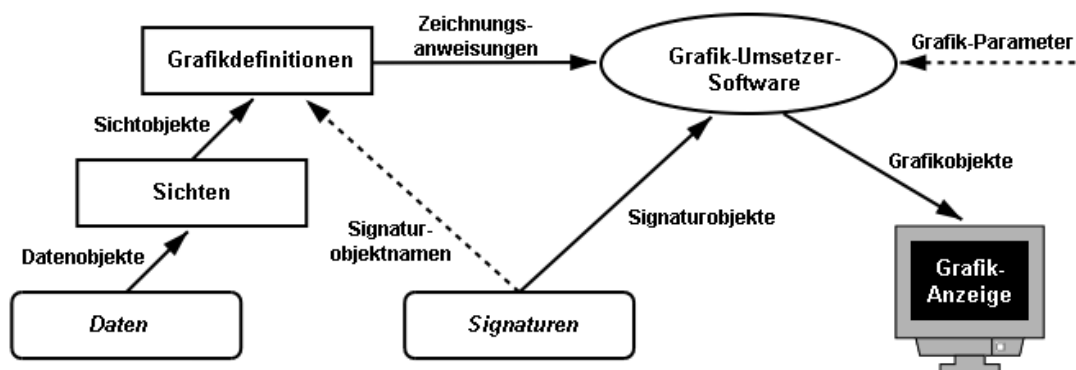 Zeichnungs-
anweisungen
Grafikdefinitionen
Grafik-Umsetzer-
Software
Grafik-Parameter
Sichtobjekte
Grafikobjekte
Sichten
Signatur-
objektnamen
Signaturobjekte
Datenobjekte
Grafik-
Anzeige
Daten
Signaturen